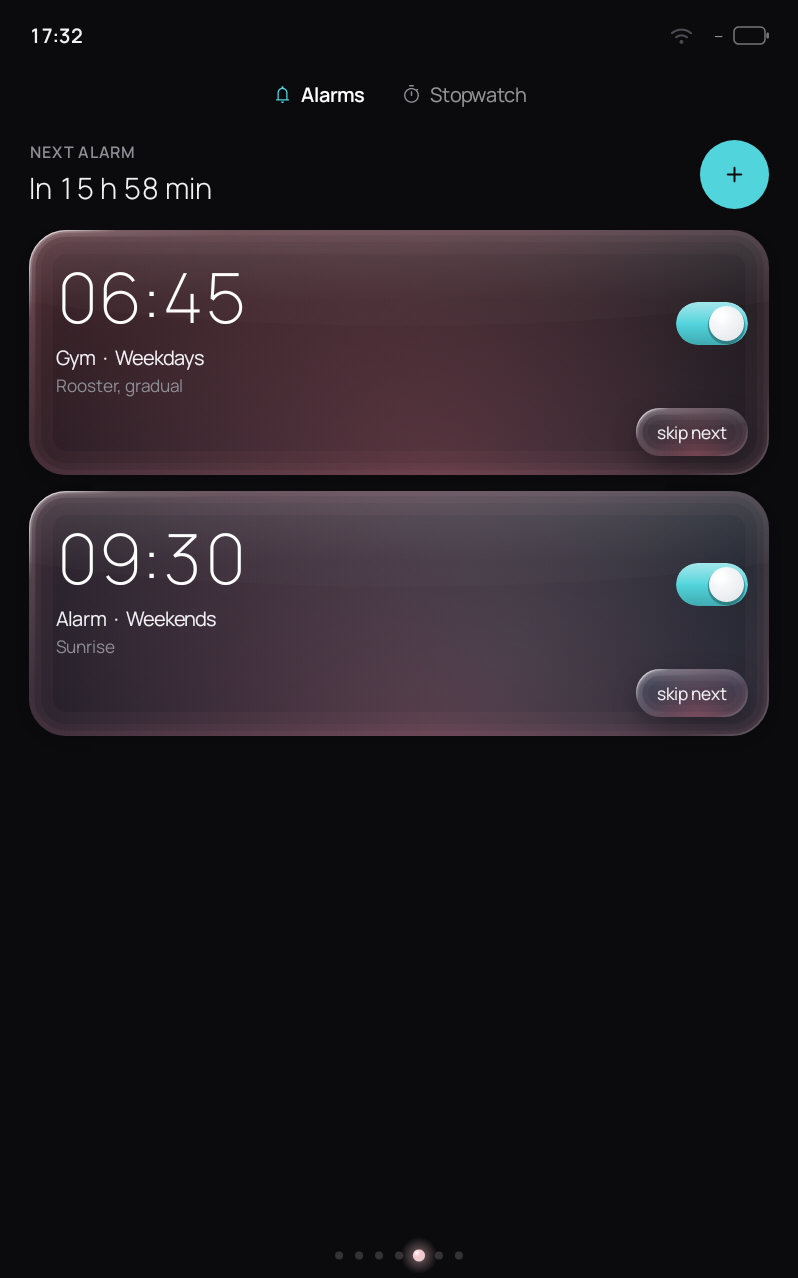 17:32
–
Alarms Stopwatch
NEXT ALARM
In 15 h 58 min
+
06:45
Gym · Weekdays
Rooster, gradual
skip next
09:30
Alarm · Weekends
Sunrise
skip next